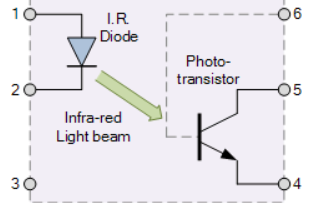 1
I.R.
Diode
6
Photo-
transistor
2
5
Infra-red
Light beam
3
4